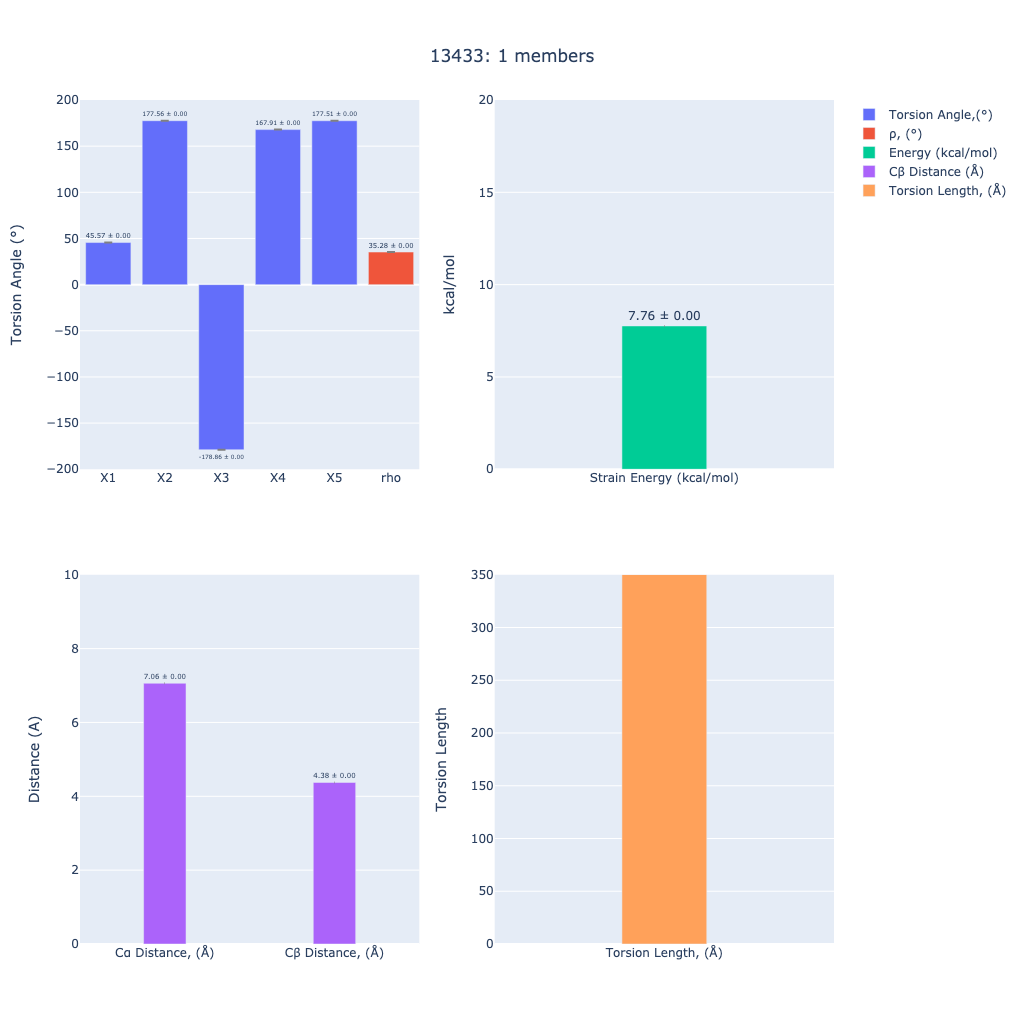 13433: 1 members
Torsion Angle (°)
200
150
100
50
0
−50
−100
−150
−200
45.57 ± 0.00
177.56 ± 0.00
-178.86 ± 0.00
167.91 ± 0.00
177.51 ± 0.00
35.28 ± 0.00
X1 X2 X3 X4 X5 rho
kcal/mol
20
15
10
5
0
7.76 ± 0.00
Strain Energy (kcal/mol)
Torsion Angle,(°)
ρ, (°)
Energy (kcal/mol)
Cβ Distance (Å)
Torsion Length, (Å)
Distance (A)
10
8
6
4
2
0
7.06 ± 0.00
4.38 ± 0.00
Cα Distance, (Å) Cβ Distance, (Å)
Torsion Length
350
300
250
200
150
100
50
0
Torsion Length, (Å)